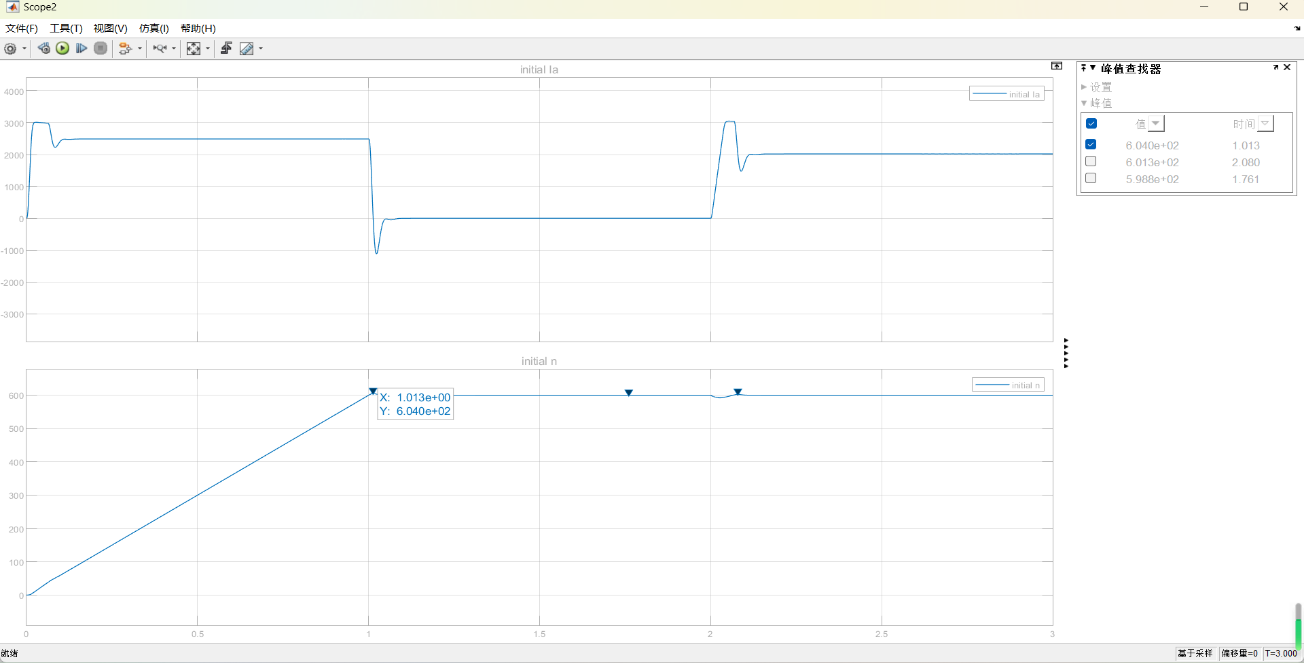 Scope2
文件(F) 工具(T) 视图(V) 仿真(I) 帮助(H)
initial Ia
initial Ia
4000
3000
2000
1000
0
-1000
-2000
-3000
initial n
initial n
X: 1.013e+00
Y: 6.040e+02
600
500
400
300
200
100
0
0 0.5 1 1.5 2 2.5 3
峰值查找器
设置
峰值
值 时间
6.040e+02 1.013
6.013e+02 2.080
5.988e+02 1.761
就绪 基于采样 偏移量=0 T=3.000